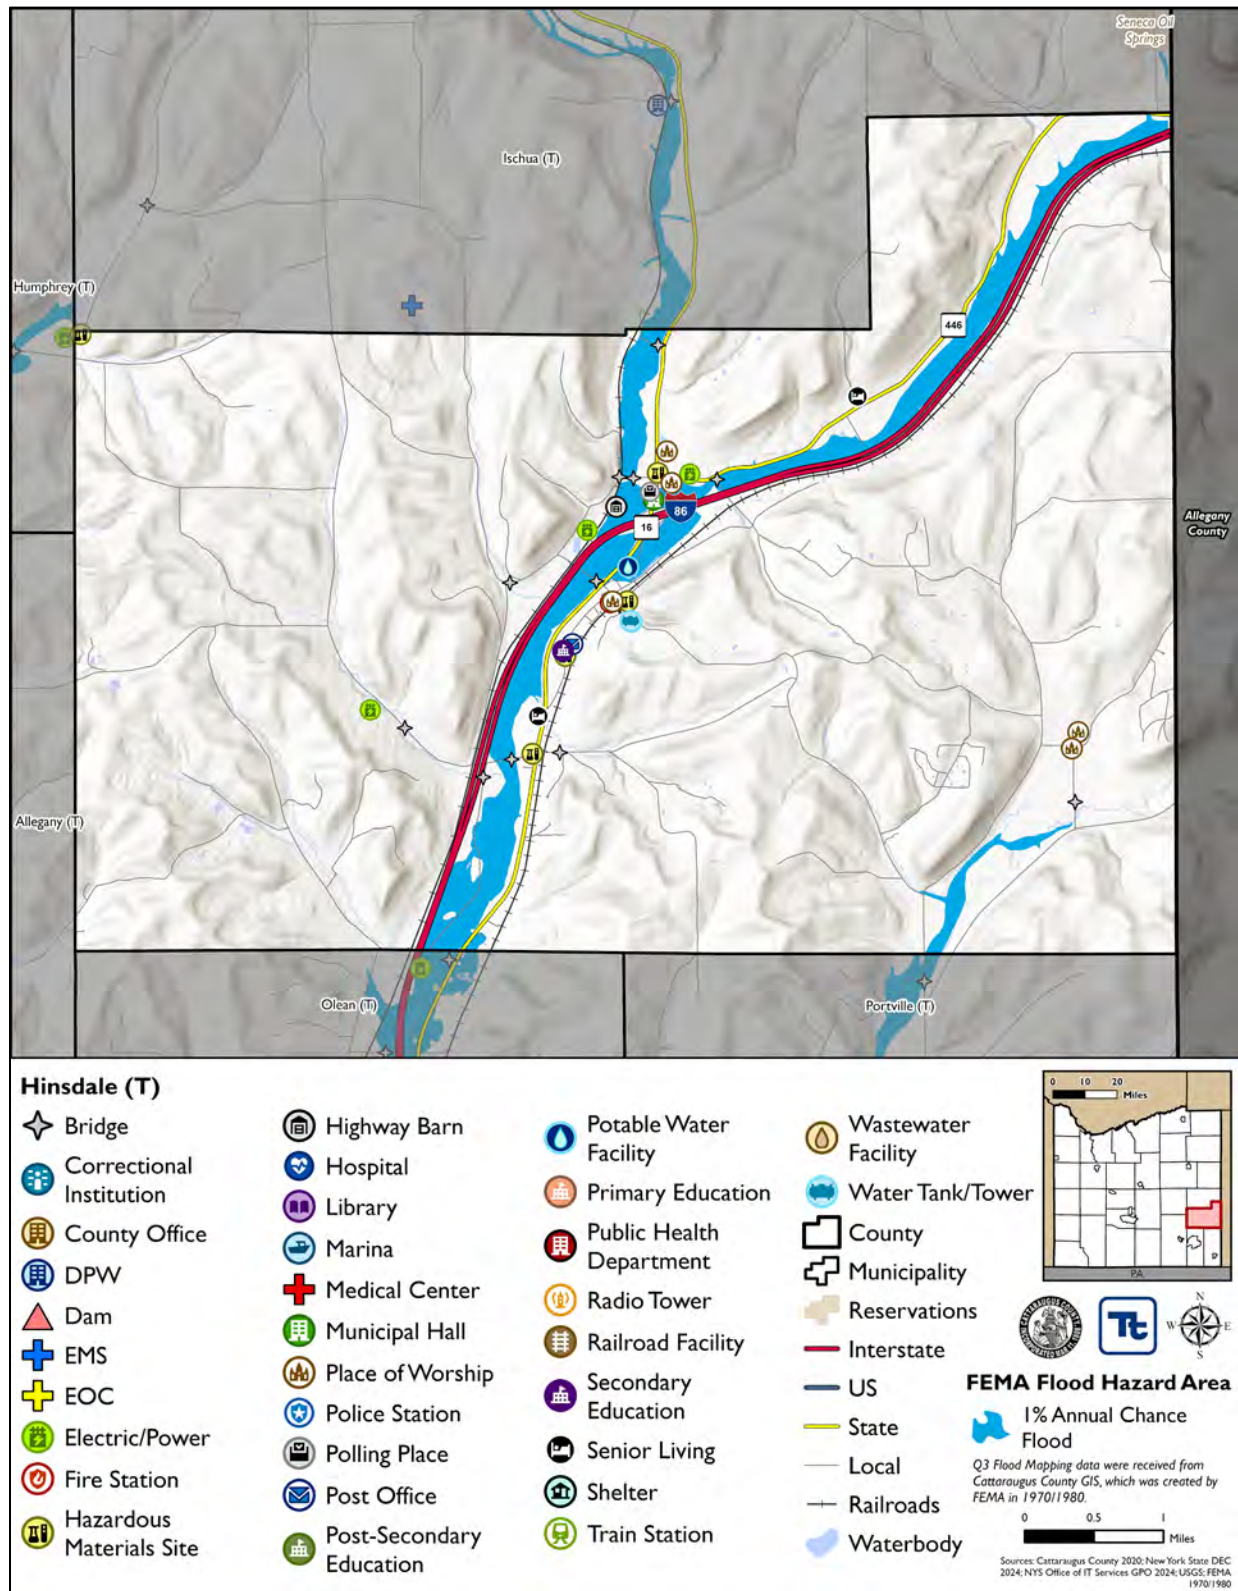 Seneca Oil
Springs
Ischua (T)
Humphrey (T)
446
86
16
Allegany
County
Allegany (T)
Olean (T)
Portville (T)
Hinsdale (T)
Bridge
Correctional
Institution
County Office
DPW
Dam
EMS
EOC
Electric/Power
Fire Station
Hazardous
Materials Site
Highway Barn
Hospital
Library
Marina
Medical Center
Municipal Hall
Place of Worship
Police Station
Polling Place
Post Office
Post-Secondary
Education
Potable Water
Facility
Primary Education
Public Health
Department
Radio Tower
Railroad Facility
Secondary
Education
Senior Living
Shelter
Train Station
Wastewater
Facility
Water Tank/Tower
County
Municipality
Reservations
Interstate
US
State
Local
Railroads
Waterbody
0 10 20
Miles
PA
CATTARAUGUS COUNTY
Tt
N
W E
S
FEMA Flood Hazard Area
1% Annual Chance
Flood
Q3 Flood Mapping data were received from
Cattaraugus County GIS, which was created by
FEMA in 1970/1980.
0 0.5 1
Miles
Sources: Cattaraugus County 2020; New York State DEC
2024; NYS Office of IT Services GPO 2024; USGS; FEMA
1970/1980